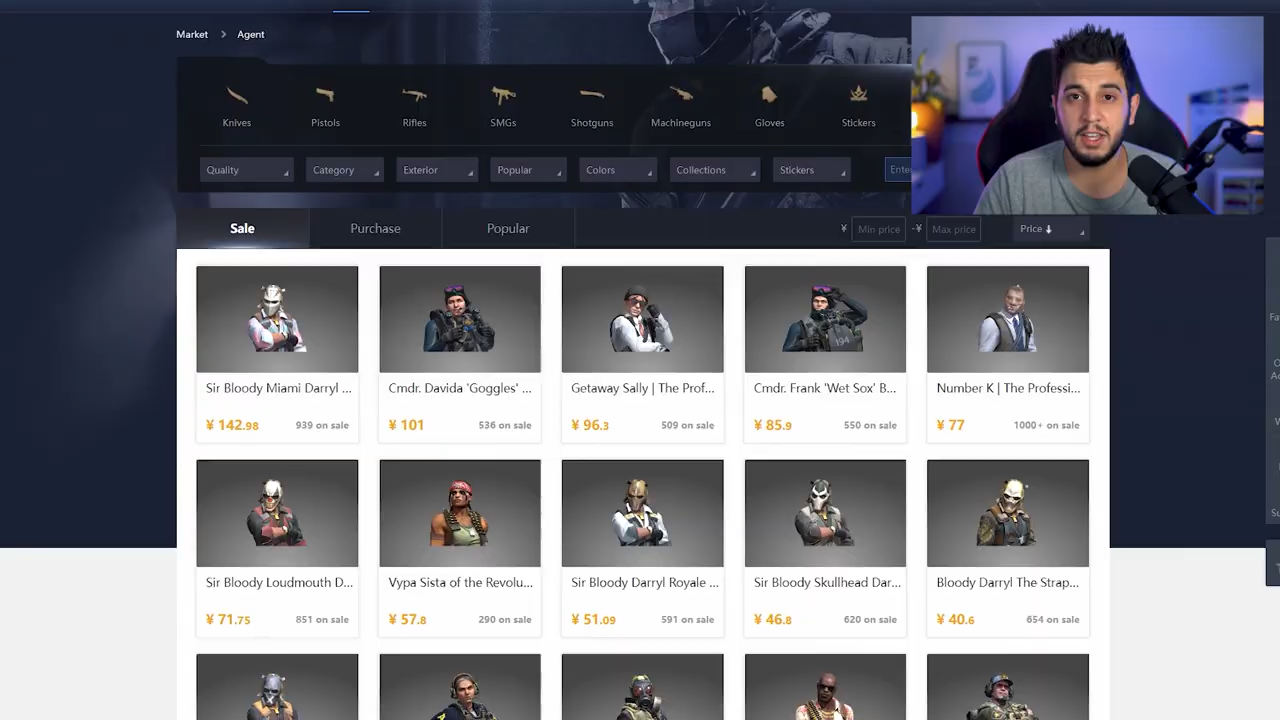 Market > Agent
Knives Pistols Rifles SMGs Shotguns Machineguns Gloves Stickers
Quality Category Exterior Popular Colors Collections Stickers
Sale Purchase Popular ¥ Min price -¥ Max price Price
Sir Bloody Miami Darryl ... Cmdr. Davida 'Goggles' ... Getaway Sally | The Prof... Cmdr. Frank 'Wet Sox' B... Number K | The Professi...
¥ 142.98 939 on sale ¥ 101 536 on sale ¥ 96.3 509 on sale ¥ 85.9 550 on sale ¥ 77 1000+ on sale
Sir Bloody Loudmouth D... Vypa Sista of the Revolu... Sir Bloody Darryl Royale ... Sir Bloody Skullhead Dar... Bloody Darryl The Strap...
¥ 71.75 851 on sale ¥ 57.8 290 on sale ¥ 51.09 591 on sale ¥ 46.8 620 on sale ¥ 40.6 654 on sale